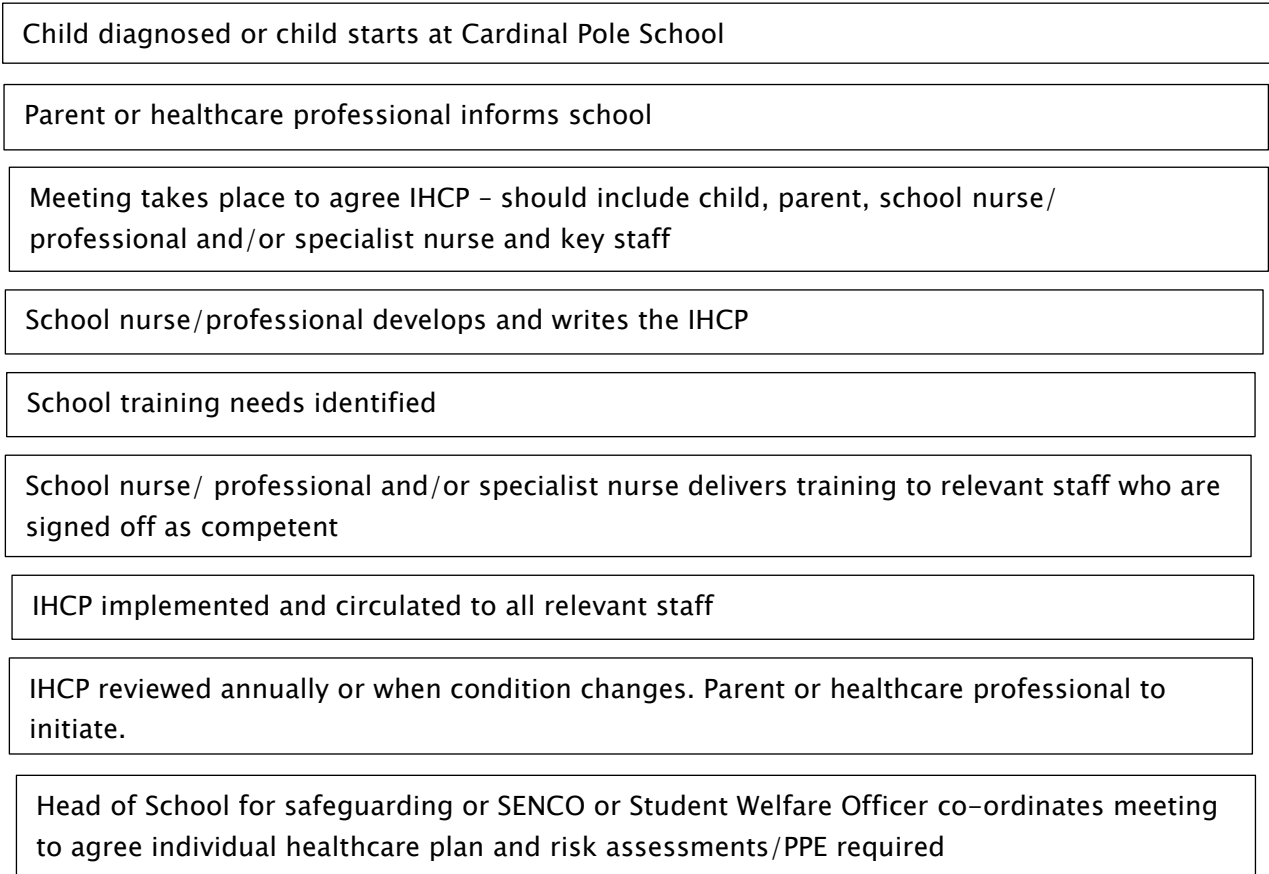 Child diagnosed or child starts at Cardinal Pole School
Parent or healthcare professional informs school
Meeting takes place to agree IHCP – should include child, parent, school nurse/
professional and/or specialist nurse and key staff
School nurse/professional develops and writes the IHCP
School training needs identified
School nurse/ professional and/or specialist nurse delivers training to relevant staff who are
signed off as competent
IHCP implemented and circulated to all relevant staff
IHCP reviewed annually or when condition changes. Parent or healthcare professional to
initiate.
Head of School for safeguarding or SENCO or Student Welfare Officer co-ordinates meeting
to agree individual healthcare plan and risk assessments/PPE required